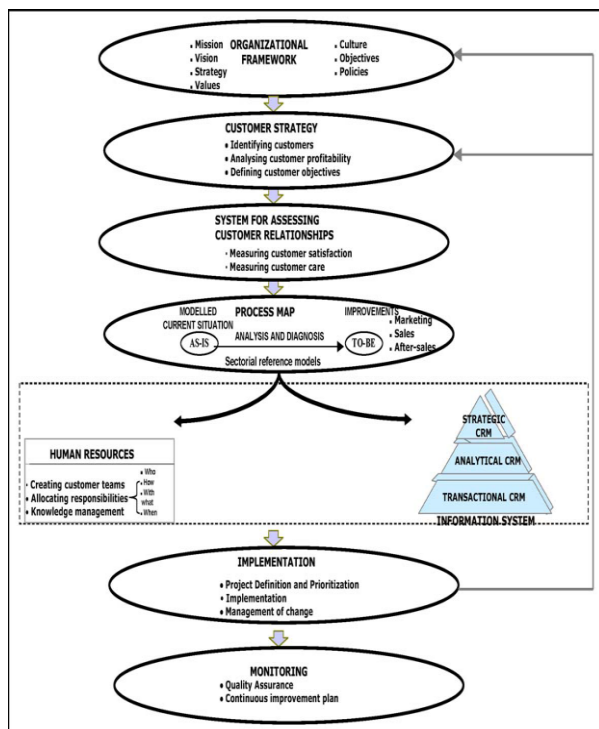 ORGANIZATIONAL
FRAMEWORK
▪ Mission
▪ Vision
▪ Strategy
▪ Values
▪ Culture
▪ Objectives
▪ Policies
CUSTOMER STRATEGY
• Identifying customers
• Analysing customer profitability
• Defining customer objectives
SYSTEM FOR ASSESSING
CUSTOMER RELATIONSHIPS
· Measuring customer satisfaction
· Measuring customer care
PROCESS MAP
MODELLED
CURRENT SITUATION
AS-IS
ANALYSIS AND DIAGNOSIS
Sectorial reference models
IMPROVEMENTS
TO-BE
▪ Marketing
▪ Sales
▪ After-sales
HUMAN RESOURCES
• Creating customer teams
• Allocating responsibilities
• Knowledge management
• Who
• How
• With
what
• When
STRATEGIC
CRM
ANALYTICAL CRM
TRANSACTIONAL CRM
INFORMATION SYSTEM
IMPLEMENTATION
• Project Definition and Prioritization
• Implementation
• Management of change
MONITORING
• Quality Assurance
• Continuous improvement plan